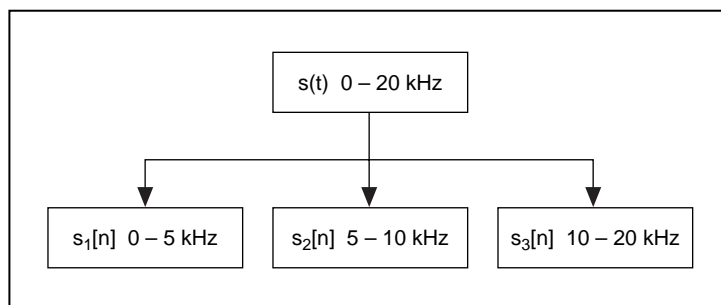 s(t) 0 – 20 kHz
s₁[n] 0 – 5 kHz
s₂[n] 5 – 10 kHz
s₃[n] 10 – 20 kHz